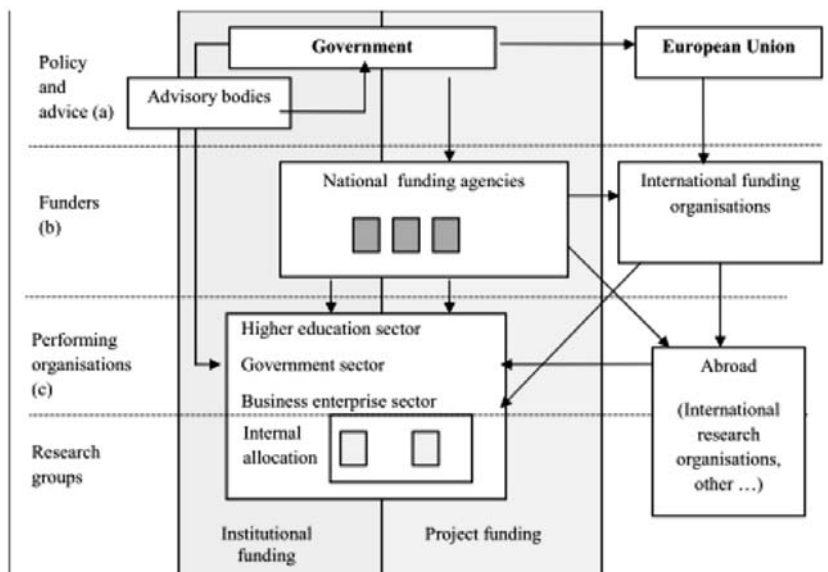 Policy
and
advice (a)
Government
European Union
Advisory bodies
Funders
(b)
National funding agencies
International funding
organisations
Performing
organisations
(c)
Higher education sector
Government sector
Business enterprise sector
Abroad
(International
research
organisations,
other ...)
Research
groups
Internal
allocation
Institutional
funding
Project funding